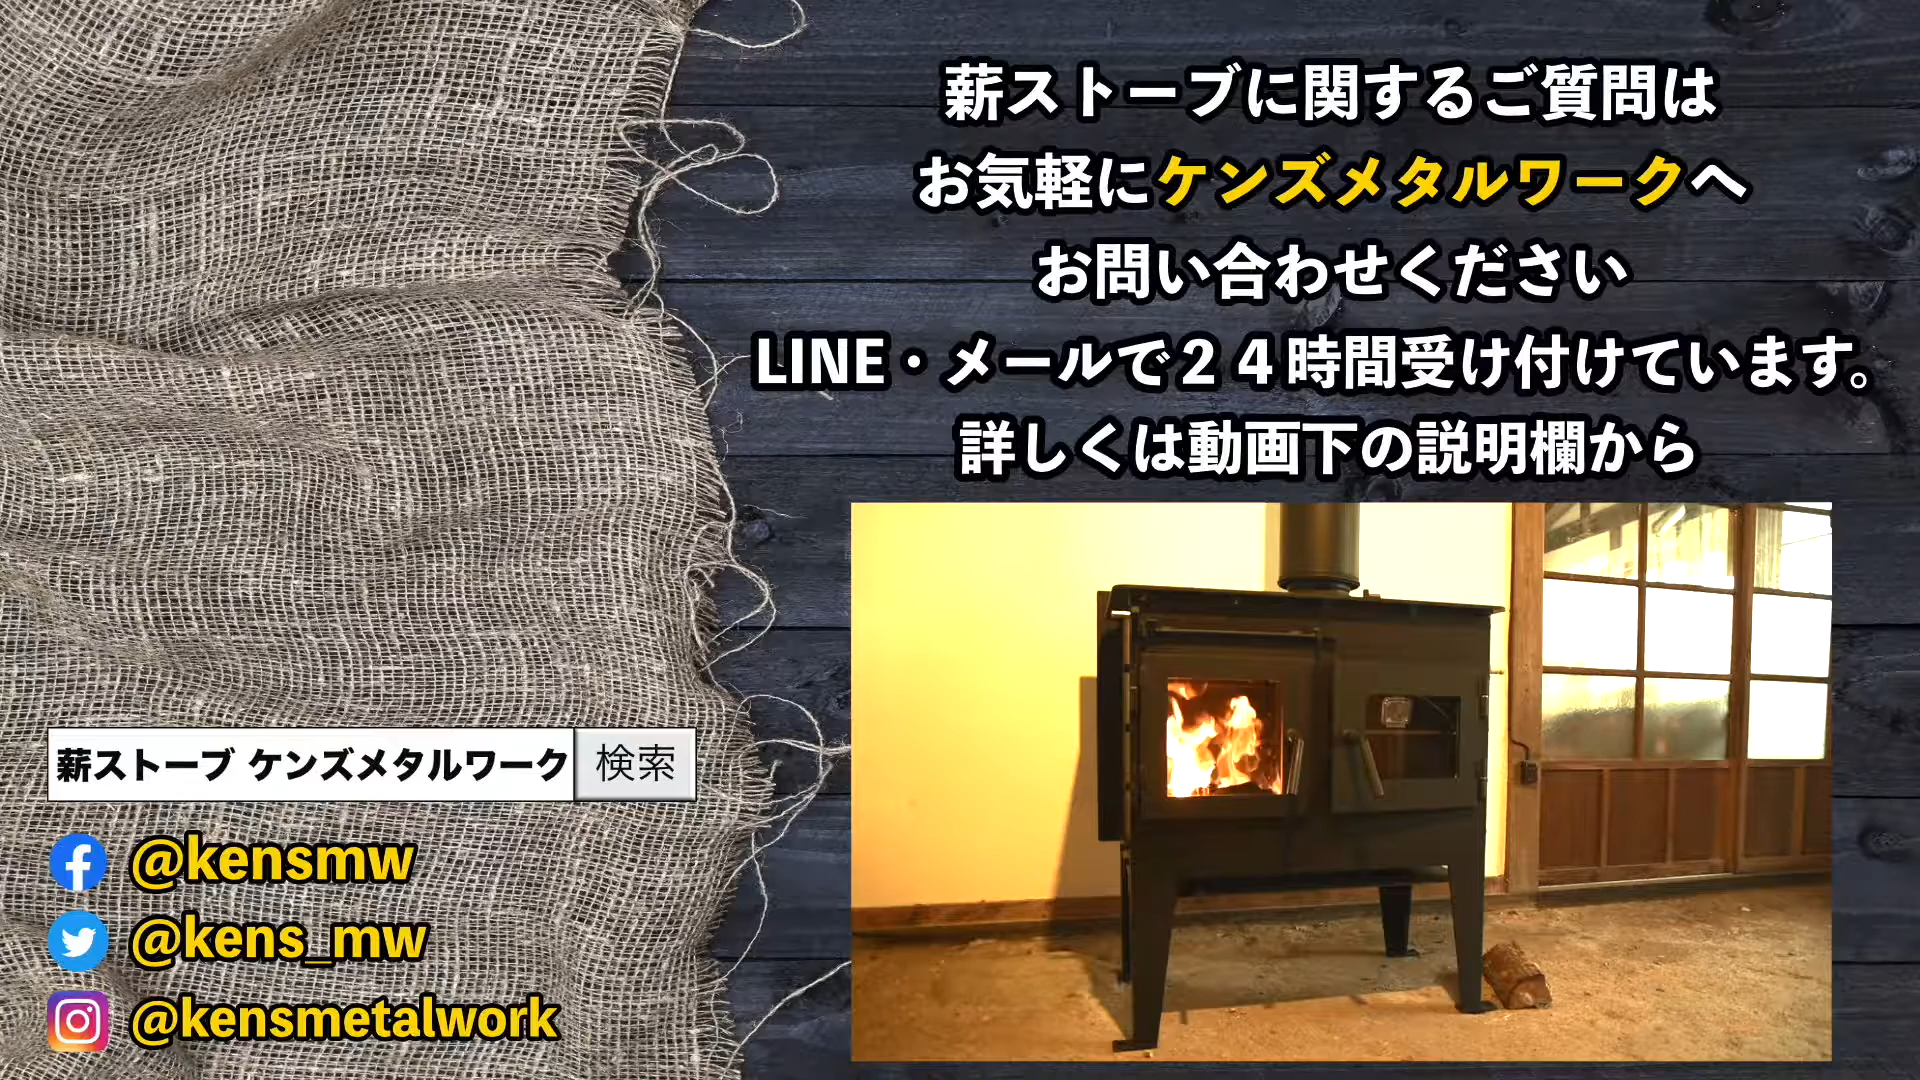 薪ストーブに関するご質問は
お気軽にケンズメタルワークへ
お問い合わせください
LINE・メールで２４時間受け付けています。
詳しくは動画下の説明欄から
薪ストーブ ケンズメタルワーク 検索
@kensmw
@kens_mw
@kensmetalwork